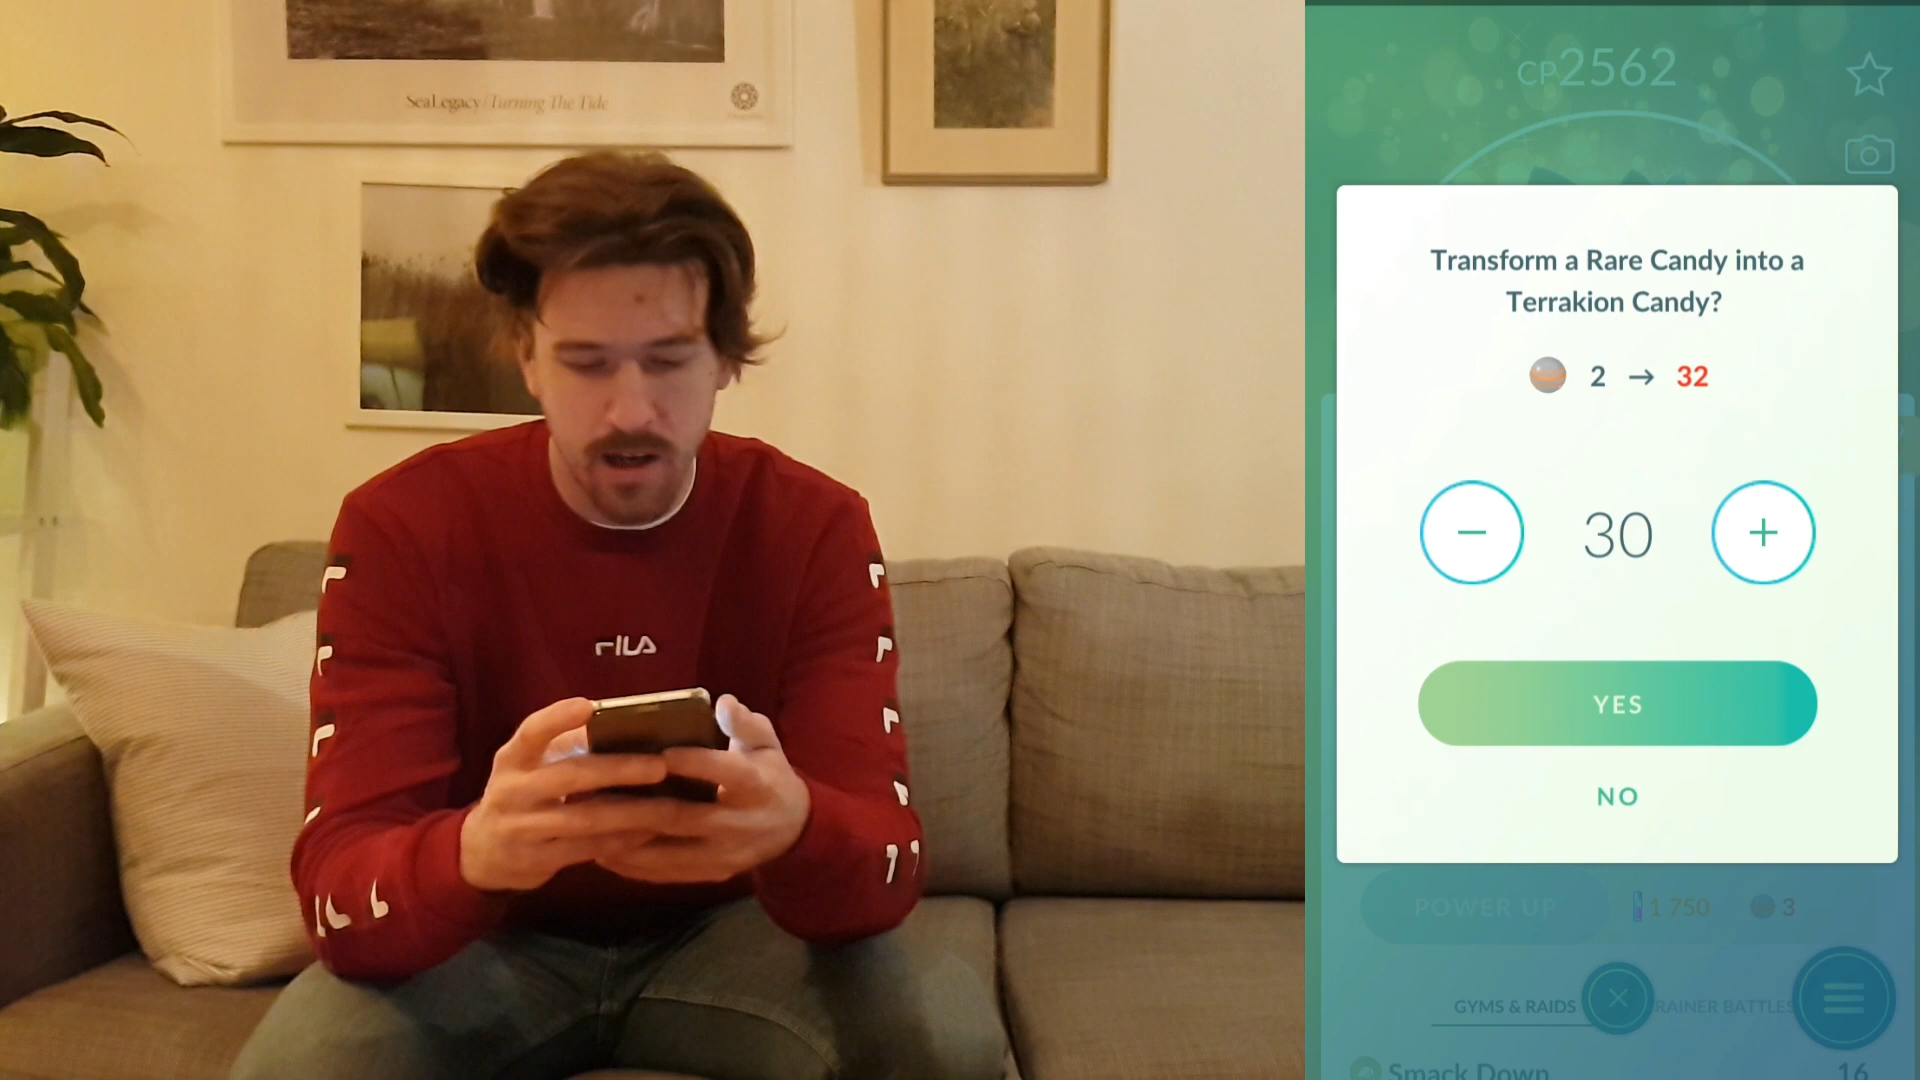 SeaLegacy/Turning The Tide
FILA
CP2562
Transform a Rare Candy into a
Terrakion Candy?
2 → 32
− 30 +
YES
NO
POWER UP 1 750 3
GYMS & RAIDS RAINER BATTLES
Smack Down 16